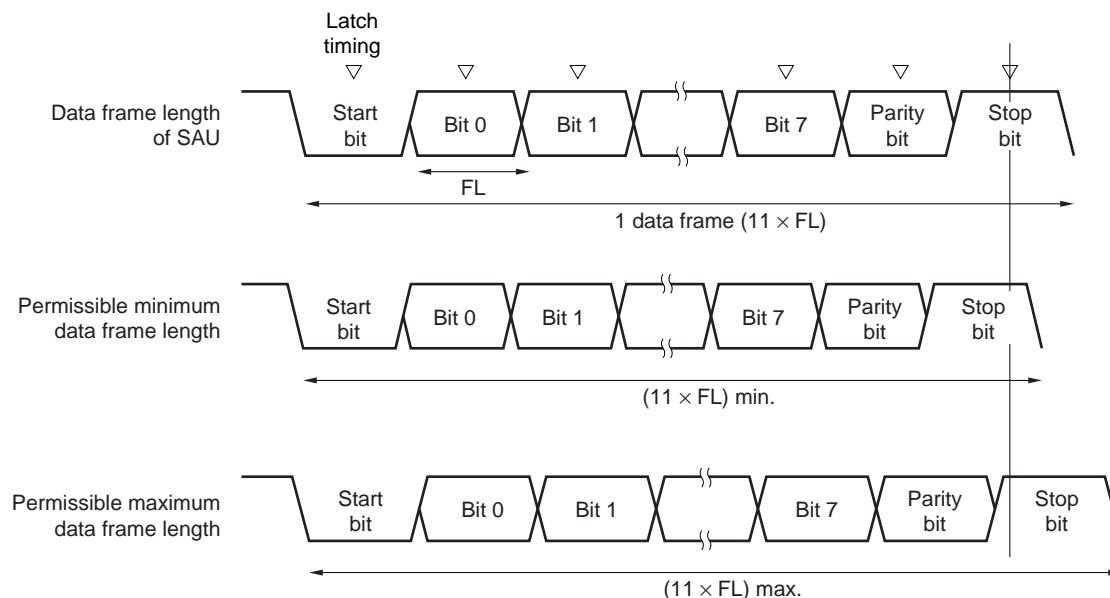 Latch
timing
Data frame length
of SAU
Start
bit
Bit 0
Bit 1
Bit 7
Parity
bit
Stop
bit
FL
1 data frame (11 × FL)
Permissible minimum
data frame length
Start
bit
Bit 0
Bit 1
Bit 7
Parity
bit
Stop
bit
(11 × FL) min.
Permissible maximum
data frame length
Start
bit
Bit 0
Bit 1
Bit 7
Parity
bit
Stop
bit
(11 × FL) max.